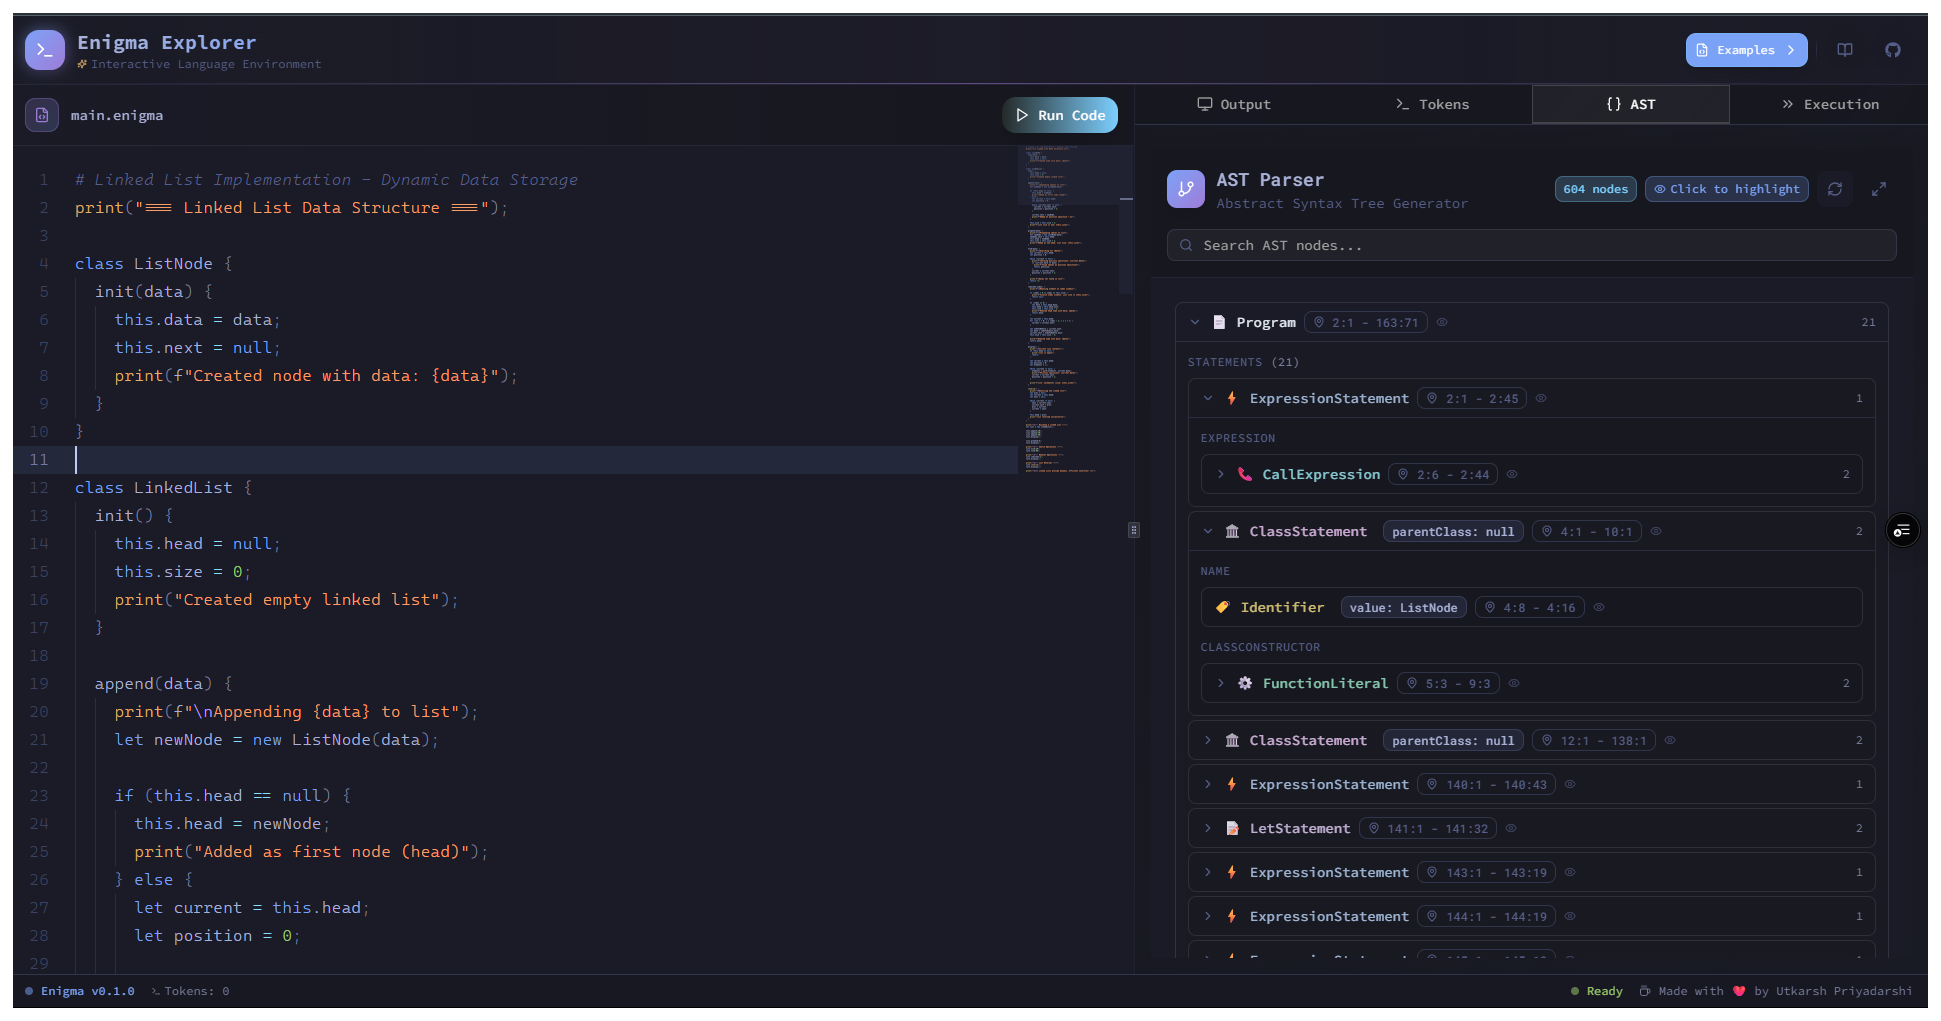 Enigma Explorer
Interactive Language Environment
Examples
main.enigma
Run Code
1 # Linked List Implementation - Dynamic Data Storage
2 print("=== Linked List Data Structure ===");
3
4 class ListNode {
5 init(data) {
6 this.data = data;
7 this.next = null;
8 print(f"Created node with data: {data}");
9 }
10 }
11
12 class LinkedList {
13 init() {
14 this.head = null;
15 this.size = 0;
16 print("Created empty linked list");
17 }
18
19 append(data) {
20 print(f"\nAppending {data} to list");
21 let newNode = new ListNode(data);
22
23 if (this.head == null) {
24 this.head = newNode;
25 print("Added as first node (head)");
26 } else {
27 let current = this.head;
28 let position = 0;
29
Output
Tokens
{} AST
Execution
AST Parser
Abstract Syntax Tree Generator
604 nodes
Click to highlight
Search AST nodes...
Program 2:1 - 163:71 21
STATEMENTS (21)
ExpressionStatement 2:1 - 2:45 1
EXPRESSION
CallExpression 2:6 - 2:44 2
ClassStatement parentClass: null 4:1 - 10:1 2
NAME
Identifier value: ListNode 4:8 - 4:16
CLASSCONSTRUCTOR
FunctionLiteral 5:3 - 9:3 2
ClassStatement parentClass: null 12:1 - 138:1 2
ExpressionStatement 140:1 - 140:43 1
LetStatement 141:1 - 141:32 2
ExpressionStatement 143:1 - 143:19 1
ExpressionStatement 144:1 - 144:19 1
Enigma v0.1.0
Tokens: 0
Ready
Made with ❤ by Utkarsh Priyadarshi